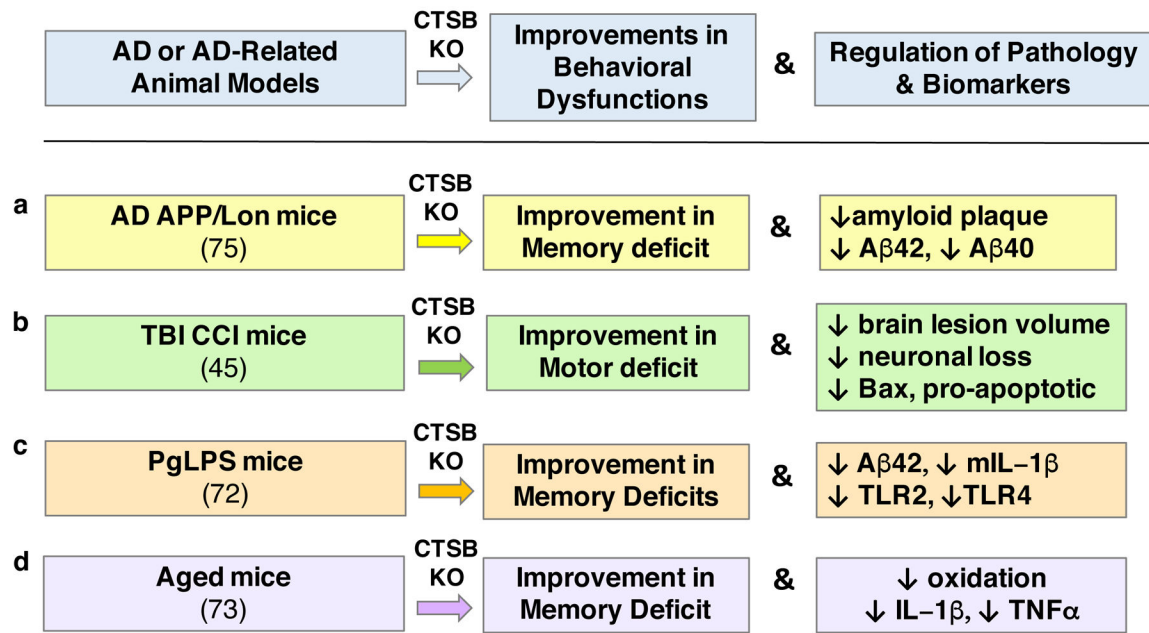 AD or AD-Related
Animal Models
CTSB
KO
Improvements in
Behavioral
Dysfunctions
&
Regulation of Pathology
& Biomarkers
a
AD APP/Lon mice
(75)
CTSB
KO
Improvement in
Memory deficit
&
↓amyloid plaque
↓ Aβ42, ↓ Aβ40
b
TBI CCI mice
(45)
CTSB
KO
Improvement in
Motor deficit
&
↓ brain lesion volume
↓ neuronal loss
↓ Bax, pro-apoptotic
c
PgLPS mice
(72)
CTSB
KO
Improvement in
Memory Deficits
&
↓ Aβ42, ↓ mIL−1β
↓ TLR2, ↓TLR4
d
Aged mice
(73)
CTSB
KO
Improvement in
Memory Deficit
&
↓ oxidation
↓ IL−1β, ↓ TNFα